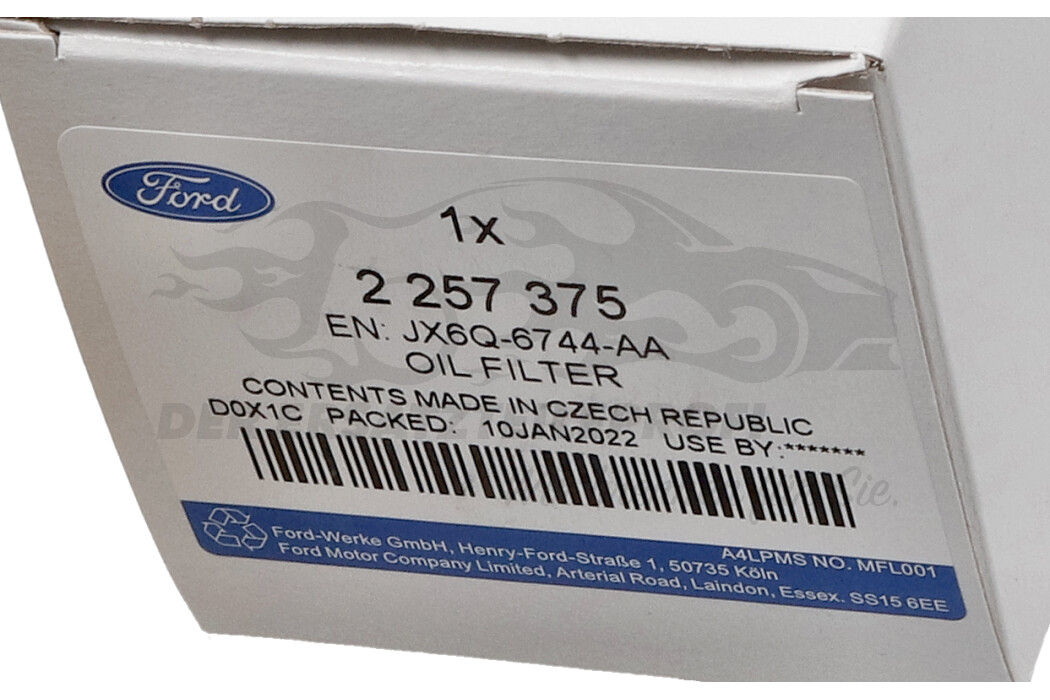 Ford
1x
2 257 375
EN: JX6Q-6744-AA
OIL FILTER
CONTENTS MADE IN CZECH REPUBLIC
D0X1C PACKED: 10JAN2022 USE BY:*******
A4LPMS NO. MFL001
Ford-Werke GmbH, Henry-Ford-Straße 1, 50735 Köln
Ford Motor Company Limited, Arterial Road, Laindon, Essex. SS15 6EE